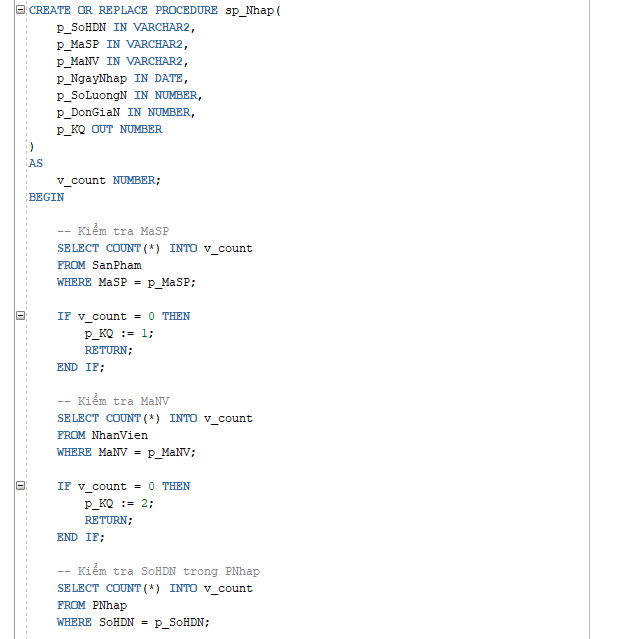 CREATE OR REPLACE PROCEDURE sp_Nhap(
    p_SoHDN IN VARCHAR2,
    p_MaSP IN VARCHAR2,
    p_MaNV IN VARCHAR2,
    p_NgayNhap IN DATE,
    p_SoLuongN IN NUMBER,
    p_DonGiaN IN NUMBER,
    p_KQ OUT NUMBER
)
AS
    v_count NUMBER;
BEGIN
    -- Kiểm tra MaSP
    SELECT COUNT(*) INTO v_count
    FROM SanPham
    WHERE MaSP = p_MaSP;
    IF v_count = 0 THEN
        p_KQ := 1;
        RETURN;
    END IF;
    -- Kiểm tra MaNV
    SELECT COUNT(*) INTO v_count
    FROM NhanVien
    WHERE MaNV = p_MaNV;
    IF v_count = 0 THEN
        p_KQ := 2;
        RETURN;
    END IF;
    -- Kiểm tra SoHDN trong PNhap
    SELECT COUNT(*) INTO v_count
    FROM PNhap
    WHERE SoHDN = p_SoHDN;